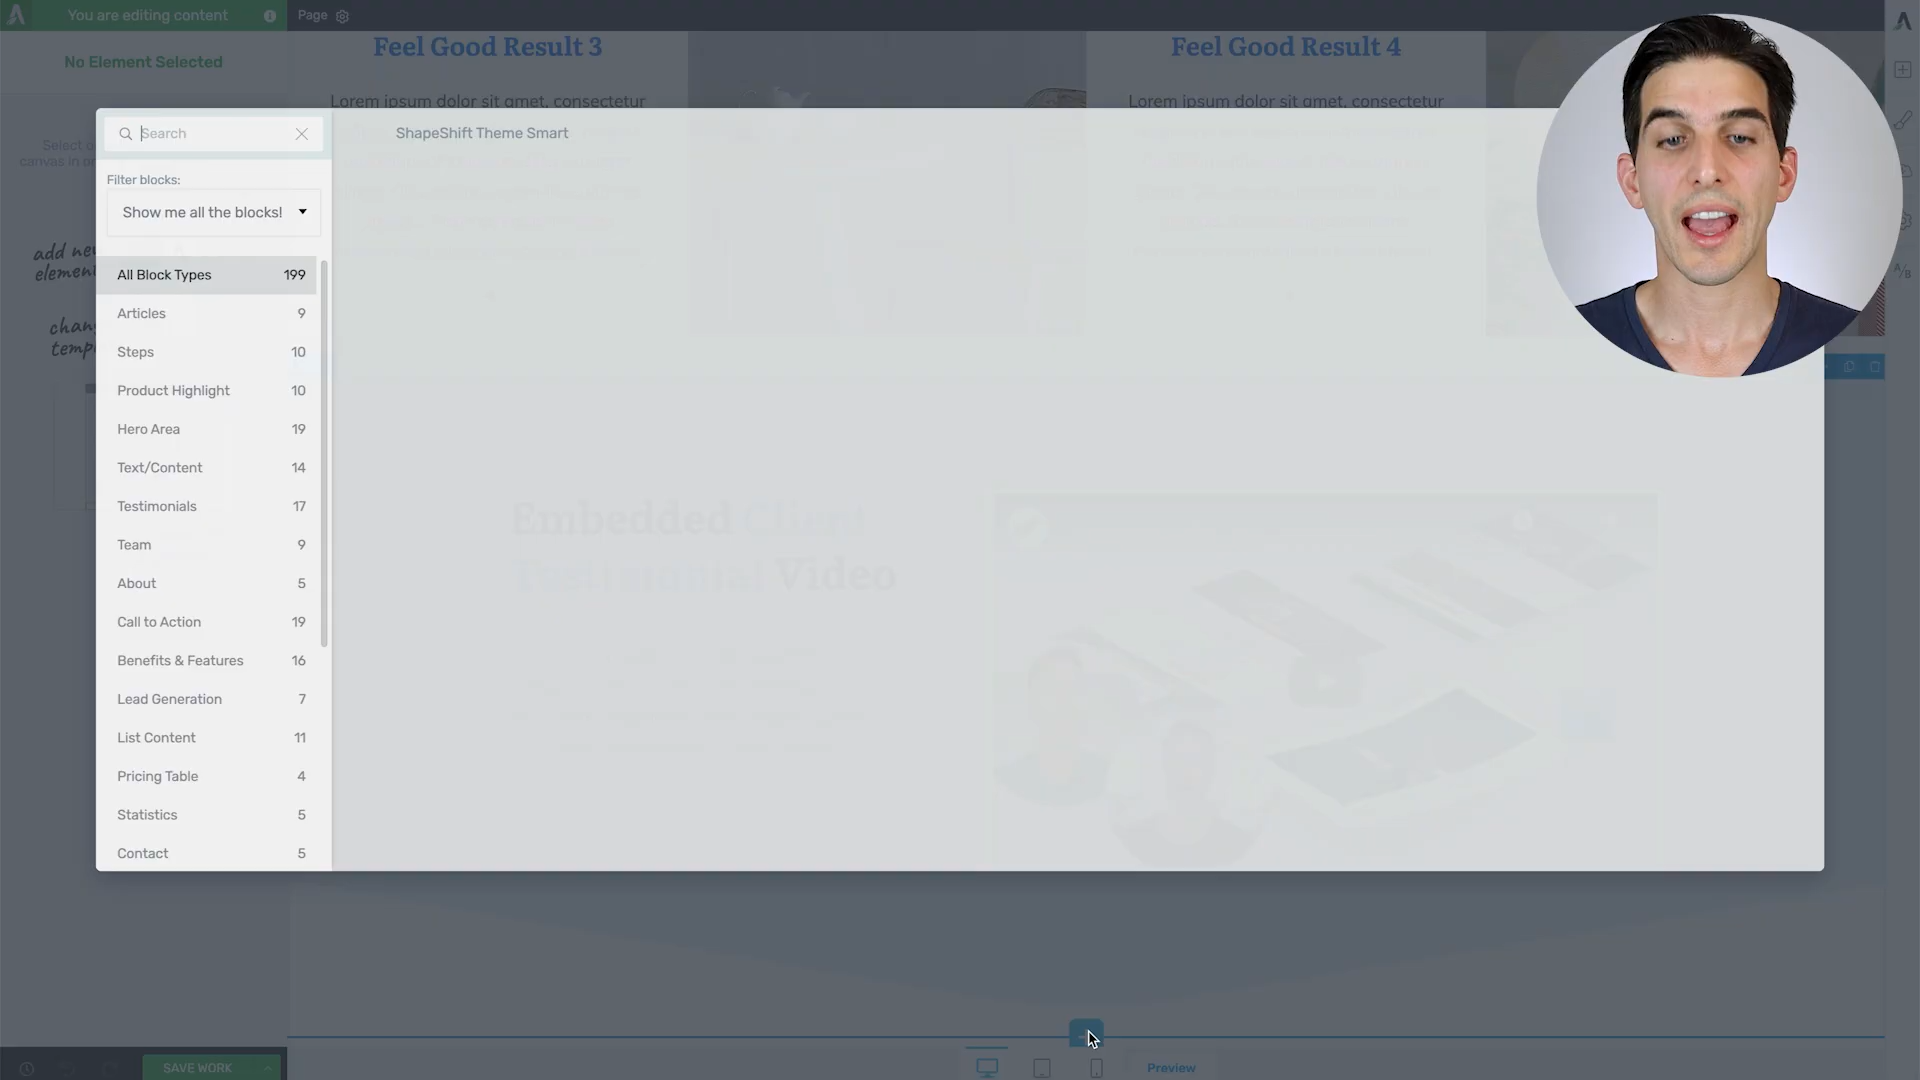 You are editing content
Page
Feel Good Result 3
Feel Good Result 4
No Element Selected
Lorem ipsum dolor sit amet, consectetur
Lorem ipsum dolor sit amet, consectetur
Search
ShapeShift Theme Smart
Filter blocks:
Show me all the blocks!
All Block Types 199
Articles 9
Steps 10
Product Highlight 10
Hero Area 19
Text/Content 14
Testimonials 17
Team 9
About 5
Call to Action 19
Benefits & Features 16
Lead Generation 7
List Content 11
Pricing Table 4
Statistics 5
Contact 5
Embedded Client
Testimonial Video
add
element
SAVE WORK
Preview